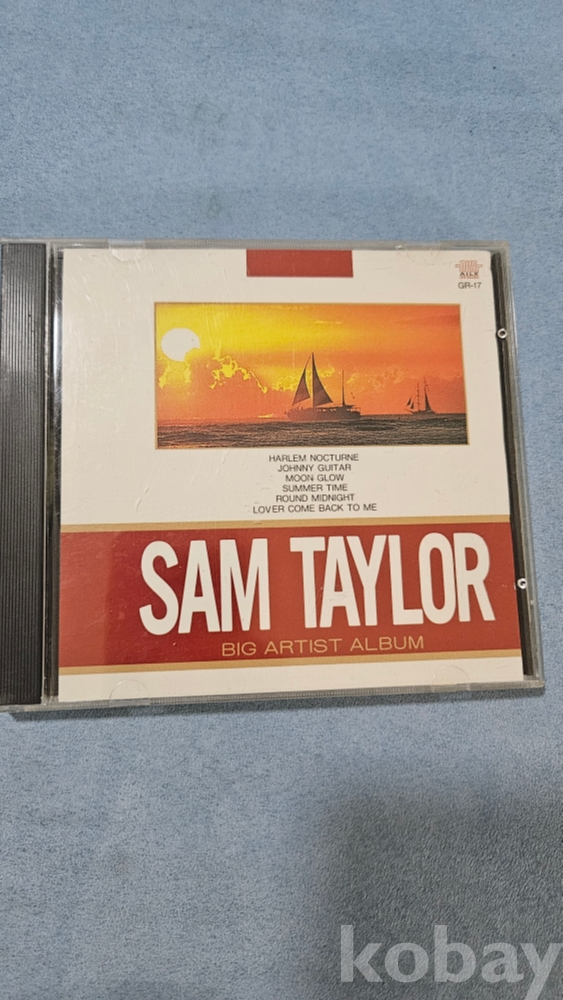 GR-17
HARLEM NOCTURNE
JOHNNY GUITAR
MOON GLOW
SUMMER TIME
ROUND MIDNIGHT
LOVER COME BACK TO ME
SAM TAYLOR
BIG ARTIST ALBUM
kobay